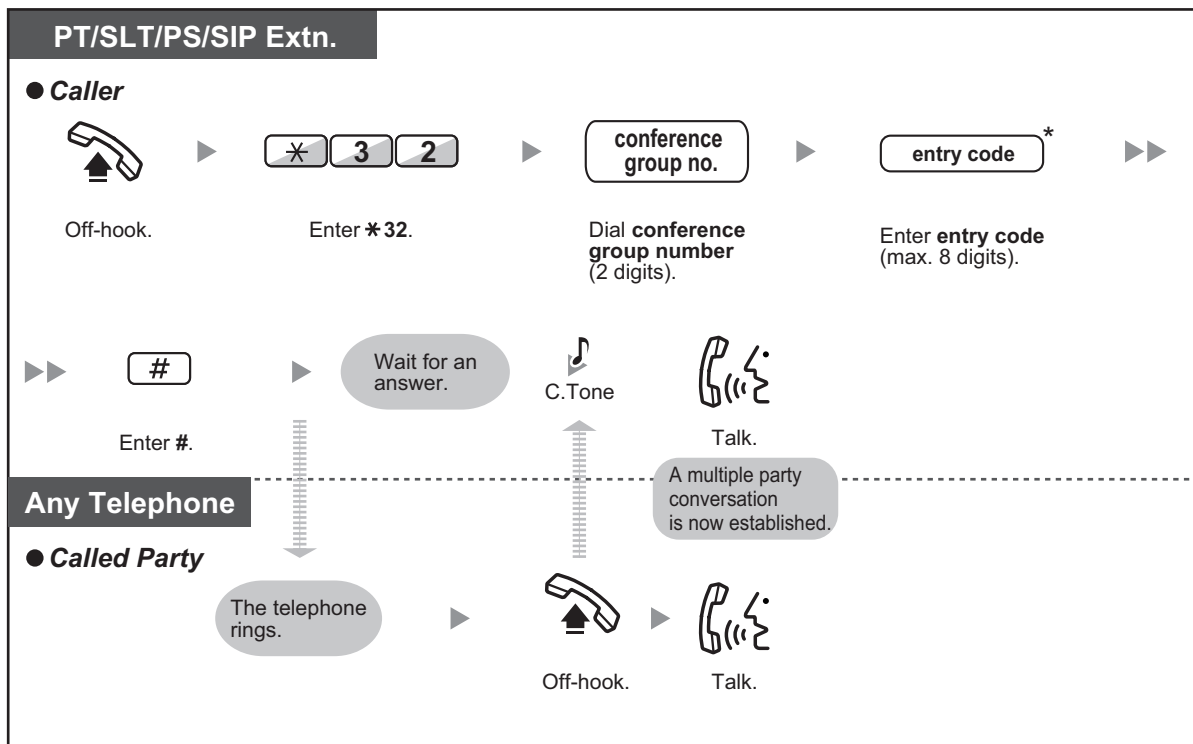 PT/SLT/PS/SIP Extn.
● Caller
* 3 2
conference
group no.
entry code *
Off-hook.
Enter *32.
Dial conference
group number
(2 digits).
Enter entry code
(max. 8 digits).
#
Wait for an
answer.
C.Tone
Enter #.
Talk.
A multiple party
conversation
is now established.
Any Telephone
● Called Party
The telephone
rings.
Off-hook.
Talk.